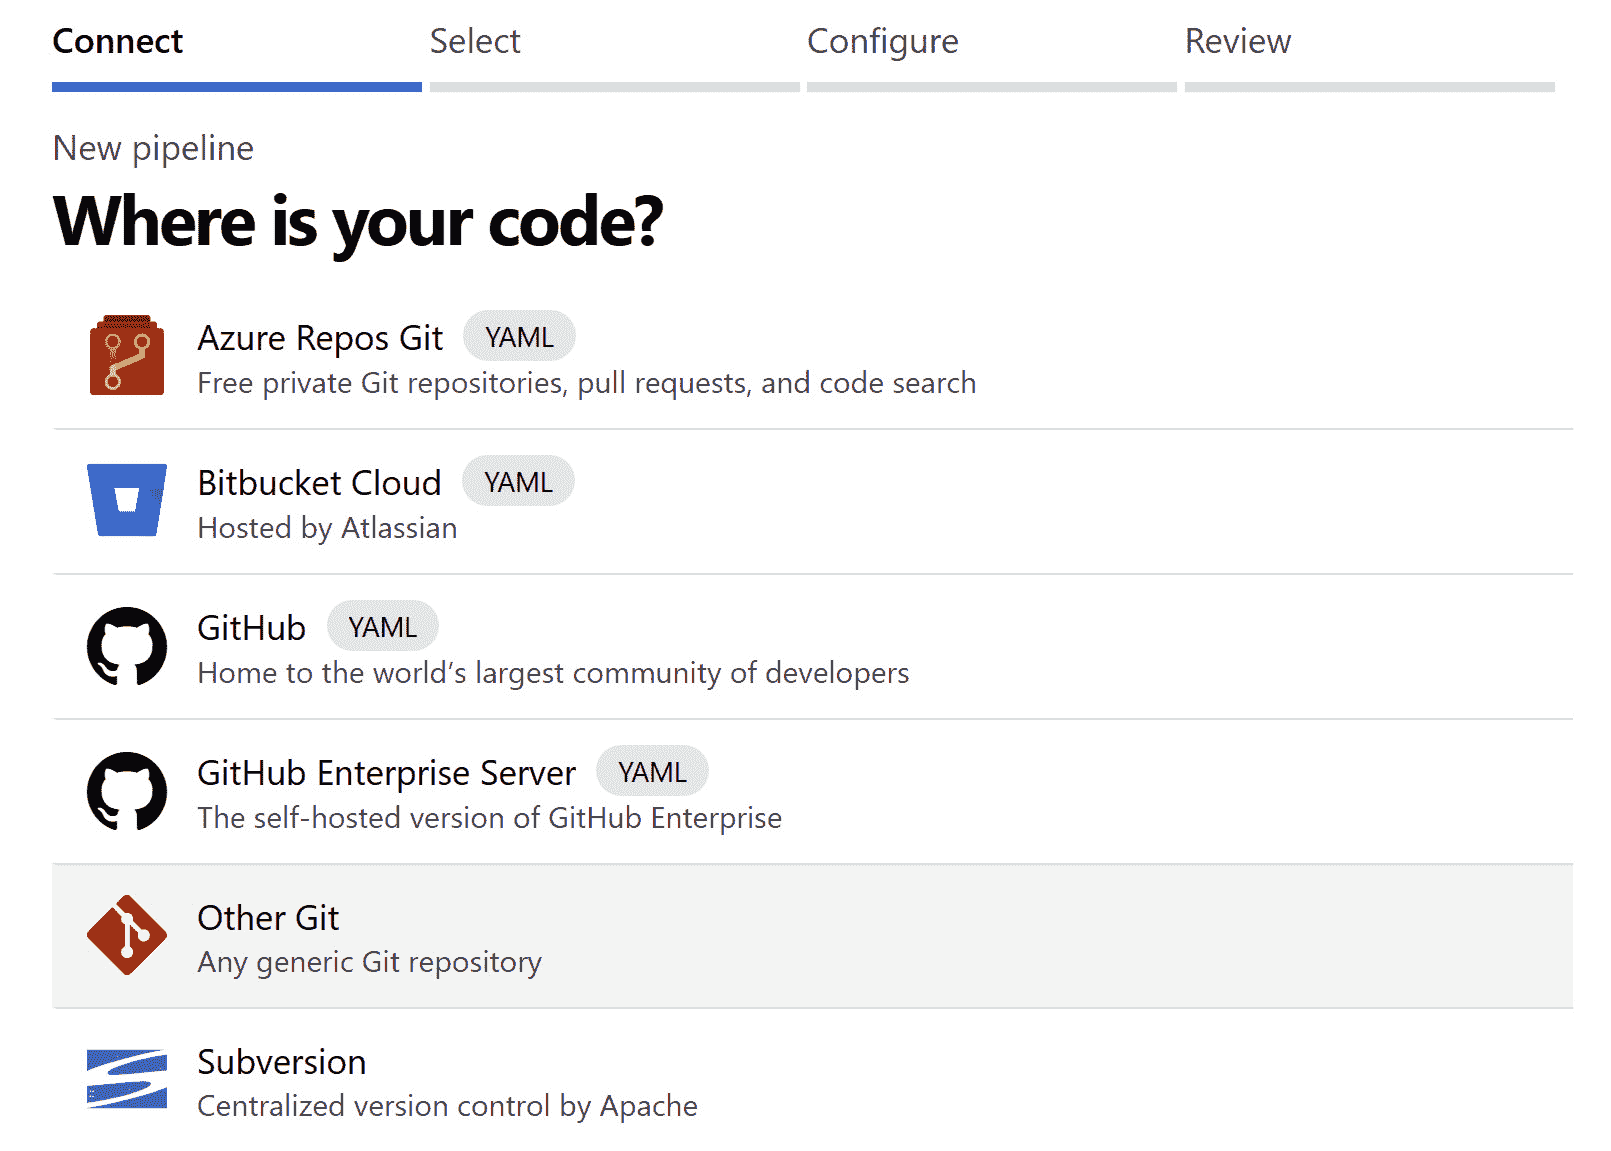 Connect Select Configure Review
New pipeline
Where is your code?
Azure Repos Git YAML
Free private Git repositories, pull requests, and code search
Bitbucket Cloud YAML
Hosted by Atlassian
GitHub YAML
Home to the world’s largest community of developers
GitHub Enterprise Server YAML
The self-hosted version of GitHub Enterprise
Other Git
Any generic Git repository
Subversion
Centralized version control by Apache